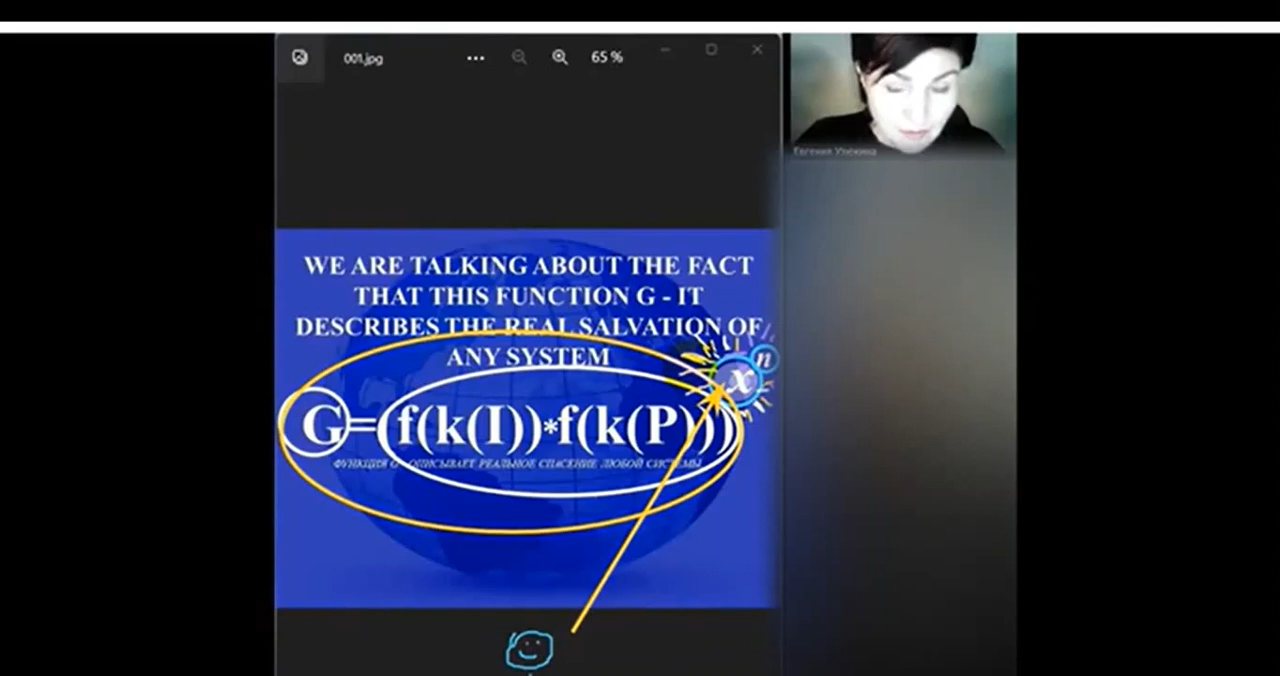 001.jpg
65 %
Евгения
WE ARE TALKING ABOUT THE FACT
THAT THIS FUNCTION G - IT
DESCRIBES THE REAL SALVATION OF
ANY SYSTEM
x n
G=(f(k(I))*f(k(P)))
ФУНКЦИЯ G - ОПИСЫВАЕТ РЕАЛЬНОЕ СПАСЕНИЕ ЛЮБОЙ СИСТЕМЫ